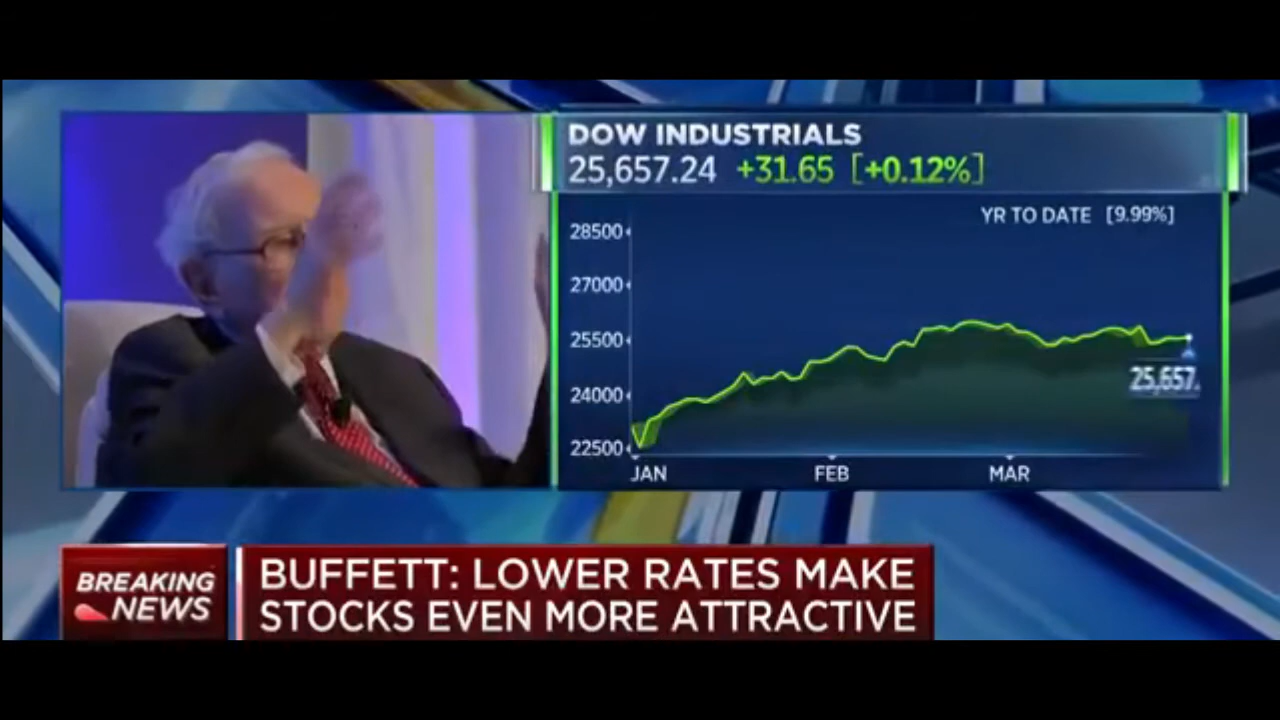 DOW INDUSTRIALS
25,657.24 +31.65 [+0.12%]
YR TO DATE [9.99%]
28500
27000
25500
24000
22500
25,657.
JAN FEB MAR
BREAKING
NEWS
BUFFETT: LOWER RATES MAKE
STOCKS EVEN MORE ATTRACTIVE